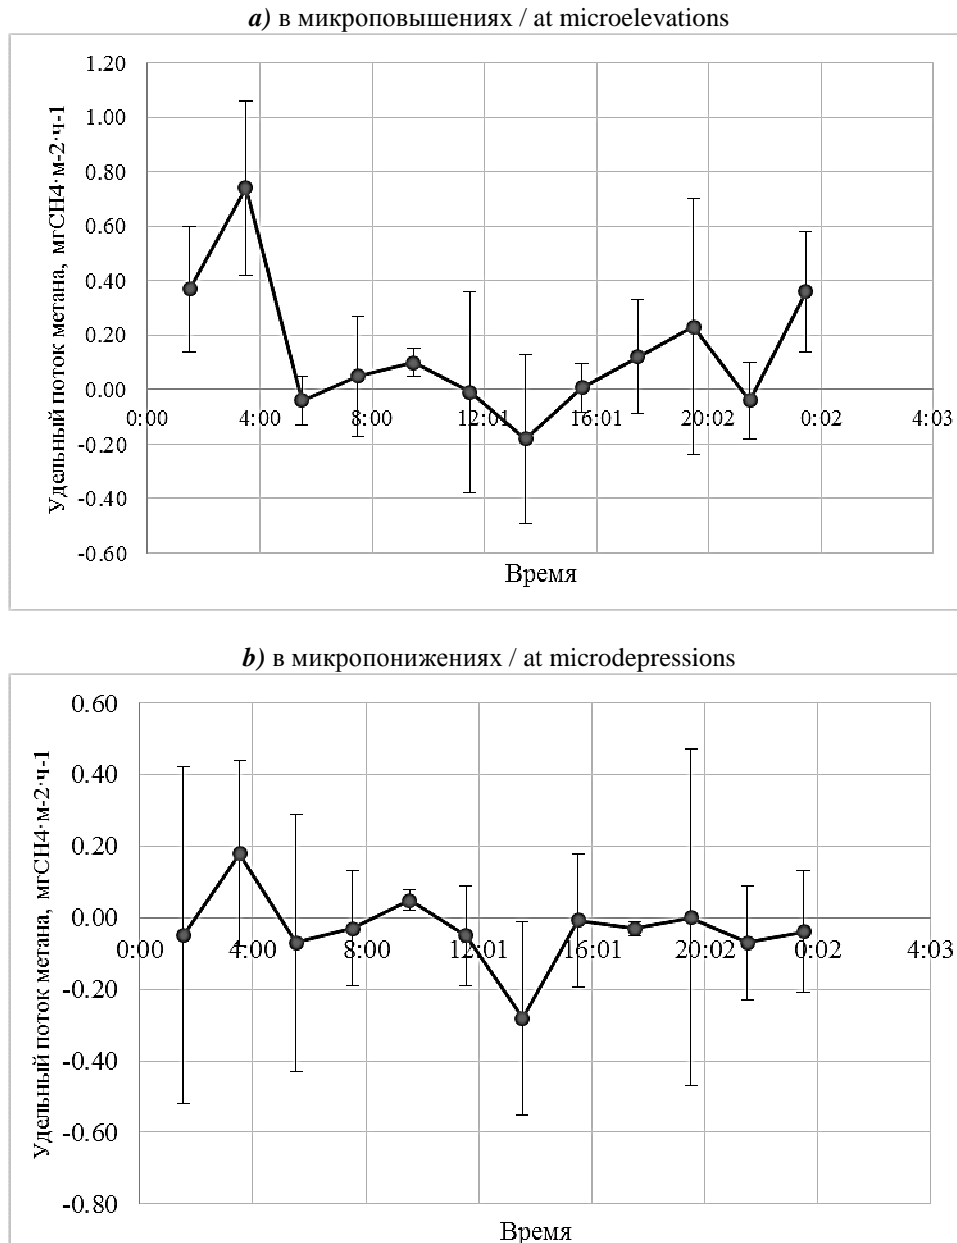 a) в микроповышениях / at microelevations
1.20
1.00
0.80
0.60
0.40
0.20
0.00
-0.20
-0.40
-0.60
Удельный поток метана, мгCH4·м-2·ч-1
0:00 4:00 8:00 12:01 16:01 20:02 0:02 4:03
Время
b) в микропонижениях / at microdepressions
0.60
0.40
0.20
0.00
-0.20
-0.40
-0.60
-0.80
Удельный поток метана, мгCH4·м-2·ч-1
0:00 4:00 8:00 12:01 16:01 20:02 0:02 4:03
Время